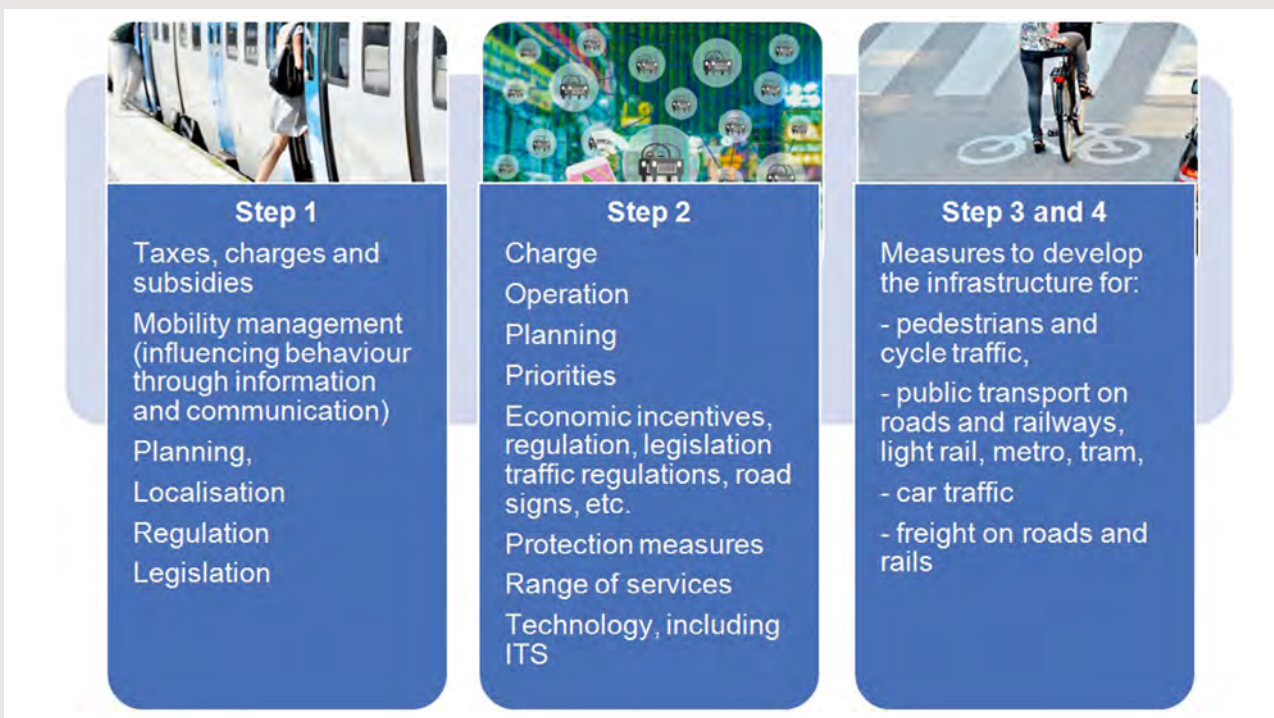 Step 1
Taxes, charges and
subsidies
Mobility management
(influencing behaviour
through information
and communication)
Planning,
Localisation
Regulation
Legislation
Step 2
Charge
Operation
Planning
Priorities
Economic incentives,
regulation, legislation
traffic regulations, road
signs, etc.
Protection measures
Range of services
Technology, including
ITS
Step 3 and 4
Measures to develop
the infrastructure for:
- pedestrians and
cycle traffic,
- public transport on
roads and railways,
light rail, metro, tram,
- car traffic
- freight on roads and
rails